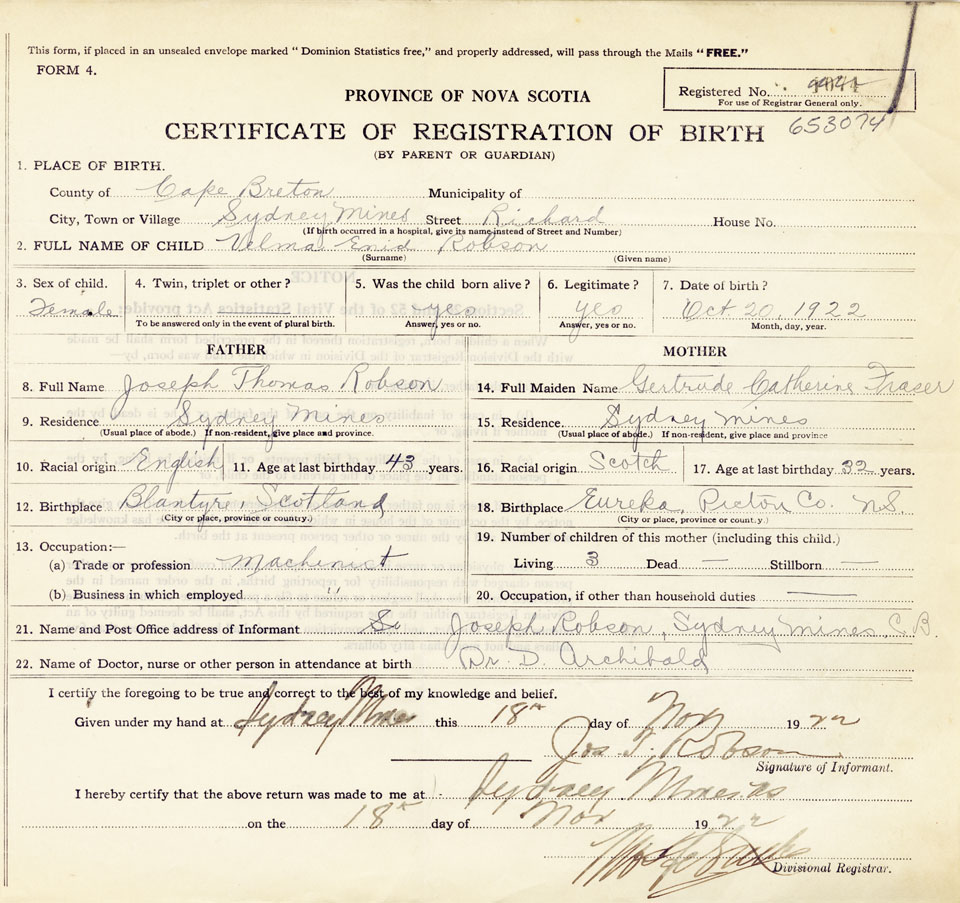 This form, if placed in an unsealed envelope marked "Dominion Statistics free," and properly addressed, will pass through the Mails "FREE."
FORM 4.
Registered No.
For use of Registrar General only.
PROVINCE OF NOVA SCOTIA
653074
CERTIFICATE OF REGISTRATION OF BIRTH
(BY PARENT OR GUARDIAN)
1. PLACE OF BIRTH.
County of Cape Breton Municipality of
City, Town or Village Sydney Mines Street Richard House No.
(If birth occurred in a hospital, give its name instead of Street and Number)
2. FULL NAME OF CHILD Velma Enid Robson
(Surname) (Given name)
3. Sex of child. 4. Twin, triplet or other? 5. Was the child born alive? 6. Legitimate? 7. Date of birth?
Female yes yes Oct. 20, 1922
To be answered only in the event of plural birth. Answer, yes or no. Answer, yes or no. Month, day, year.
FATHER MOTHER
8. Full Name Joseph Thomas Robson 14. Full Maiden Name Gertrude Catherine Fraser
9. Residence Sydney Mines 15. Residence. Sydney Mines
(Usual place of abode.) If non-resident, give place and province. (Usual place of abode.) If non-resident, give place and province
10. Racial origin English 11. Age at last birthday 43 years. 16. Racial origin Scotch 17. Age at last birthday 32 years.
12. Birthplace Blantyre, Scotland 18. Birthplace Eureka, Pictou Co. N.S.
(City or place, province or country.) (City or place, province or county.)
13. Occupation:— 19. Number of children of this mother (including this child.)
(a) Trade or profession Machinist Living 3 Dead — Stillborn —
(b) Business in which employed " 20. Occupation, if other than household duties —
21. Name and Post Office address of Informant Joseph Robson, Sydney Mines, C.B.
22. Name of Doctor, nurse or other person in attendance at birth Dr. D. Archibald
I certify the foregoing to be true and correct to the best of my knowledge and belief.
Given under my hand at Sydney Mines this 18th day of Nov 1922
Jos T. Robson
Signature of Informant.
I hereby certify that the above return was made to me at Sydney Mines
on the 18th day of Nov 1922
Divisional Registrar.